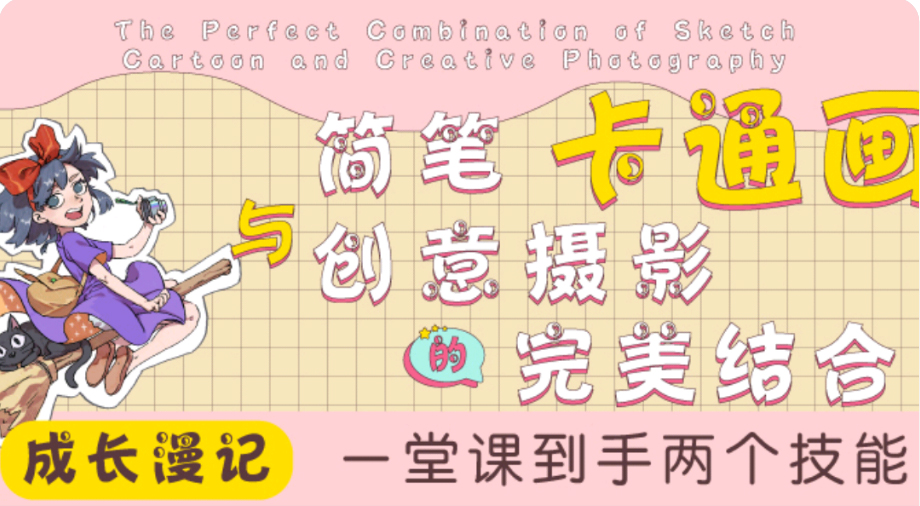 The Perfect Combination of Sketch
Cartoon and Creative Photography
简笔卡通画
与创意摄影
的完美结合
成长漫记
一堂课到手两个技能